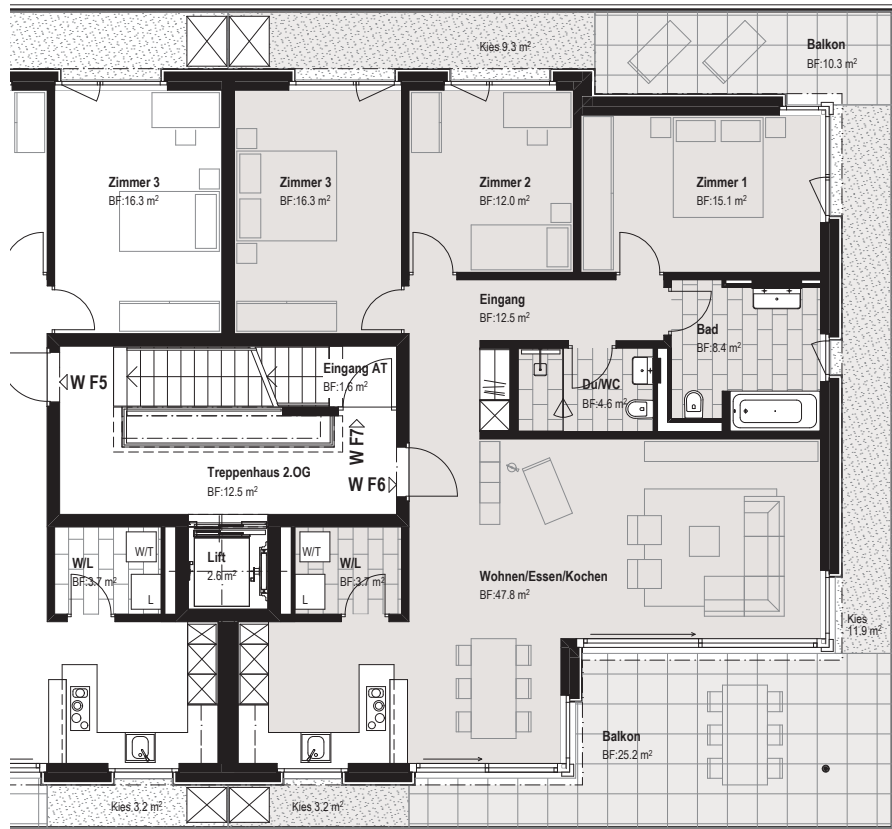 Kies 9.3 m²
Balkon
BF:10.3 m²
Zimmer 3
BF:16.3 m²
Zimmer 3
BF:16.3 m²
Zimmer 2
BF:12.0 m²
Zimmer 1
BF:15.1 m²
Eingang
BF:12.5 m²
Bad
BF:8.4 m²
Eingang AT
BF:1.6 m²
Du/WC
BF:4.6 m²
W F5
W F7
W F6
Treppenhaus 2.OG
BF:12.5 m²
W/L
BF:3.7 m²
W/T
L
Lift
2.6 m²
W/T
L
W/L
BF:3.7 m²
Wohnen/Essen/Kochen
BF:47.8 m²
Kies
11.9 m²
Balkon
BF:25.2 m²
Kies 3.2 m²
Kies 3.2 m²